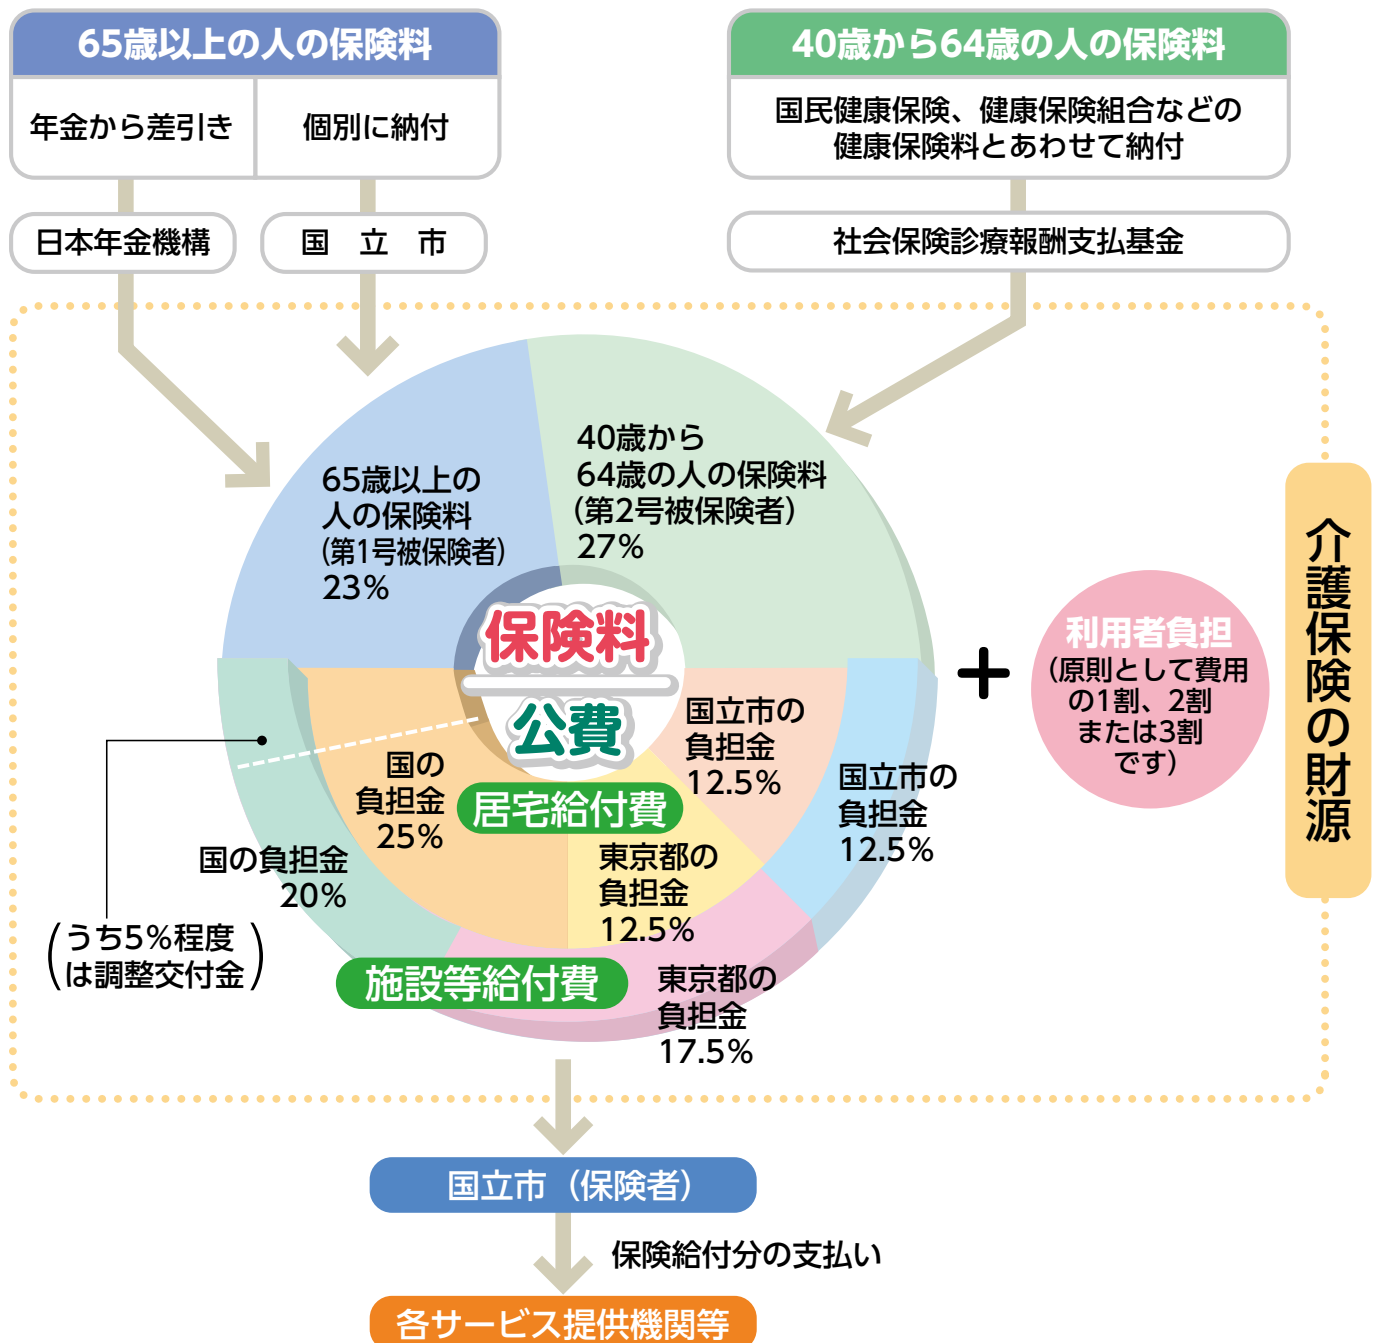 65歳以上の人の保険料
年金から差引き
個別に納付
日本年金機構
国 立 市
40歳から64歳の人の保険料
国民健康保険、健康保険組合などの
健康保険料とあわせて納付
社会保険診療報酬支払基金
65歳以上の
人の保険料
(第1号被保険者)
23%
40歳から
64歳の人の保険料
(第2号被保険者)
27%
保険料
公費
国の
負担金
25%
居宅給付費
国立市の
負担金
12.5%
東京都の
負担金
12.5%
国立市の
負担金
12.5%
国の負担金
20%
(うち5%程度
は調整交付金)
施設等給付費
東京都の
負担金
17.5%
+
利用者負担
(原則として費用
の1割、2割
または3割
です)
介護保険の財源
国立市(保険者)
保険給付分の支払い
各サービス提供機関等